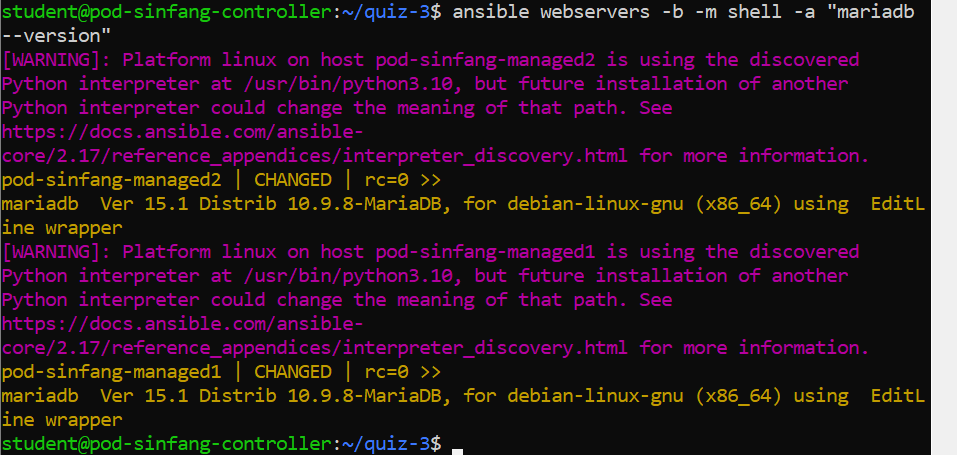 student@pod-sinfang-controller:~/quiz-3$ ansible webservers -b -m shell -a "mariadb
--version"
[WARNING]: Platform linux on host pod-sinfang-managed2 is using the discovered
Python interpreter at /usr/bin/python3.10, but future installation of another
Python interpreter could change the meaning of that path. See
https://docs.ansible.com/ansible-
core/2.17/reference_appendices/interpreter_discovery.html for more information.
pod-sinfang-managed2 | CHANGED | rc=0 >>
mariadb  Ver 15.1 Distrib 10.9.8-MariaDB, for debian-linux-gnu (x86_64) using  EditL
ine wrapper
[WARNING]: Platform linux on host pod-sinfang-managed1 is using the discovered
Python interpreter at /usr/bin/python3.10, but future installation of another
Python interpreter could change the meaning of that path. See
https://docs.ansible.com/ansible-
core/2.17/reference_appendices/interpreter_discovery.html for more information.
pod-sinfang-managed1 | CHANGED | rc=0 >>
mariadb  Ver 15.1 Distrib 10.9.8-MariaDB, for debian-linux-gnu (x86_64) using  EditL
ine wrapper
student@pod-sinfang-controller:~/quiz-3$